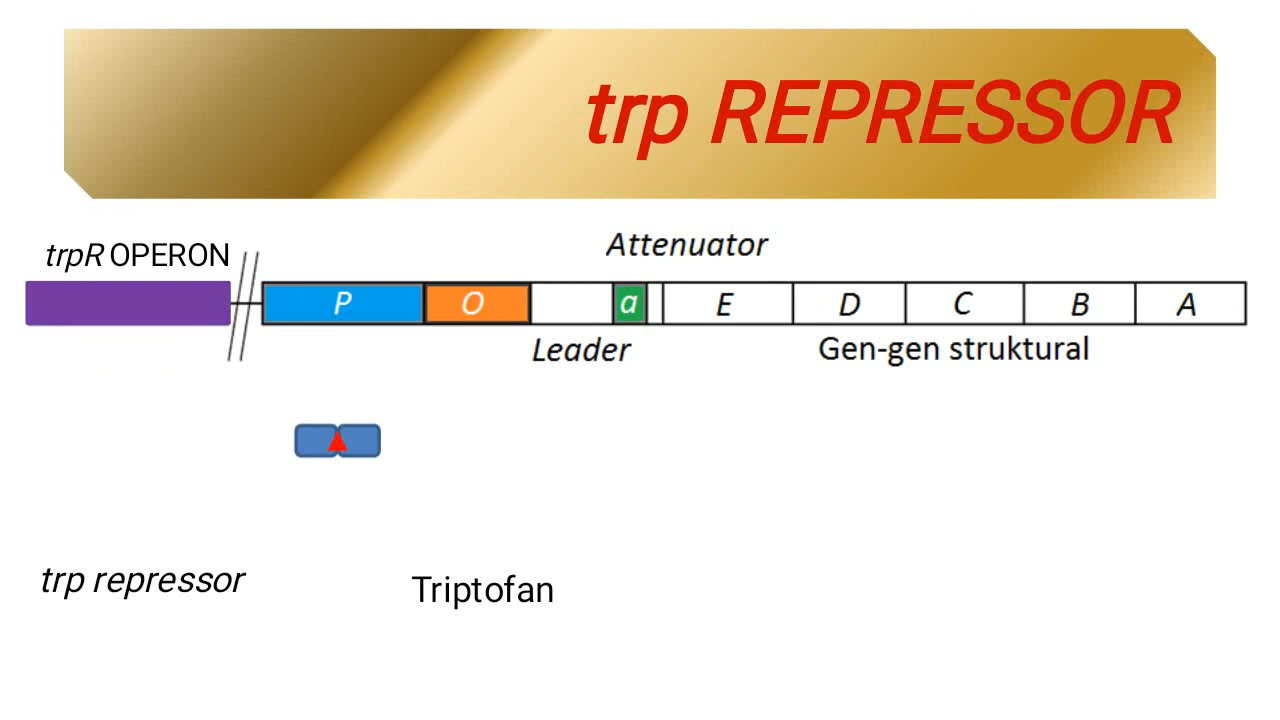 trp REPRESSOR
Attenuator
trpR OPERON
P O a E D C B A
Leader Gen-gen struktural
trp repressor Triptofan